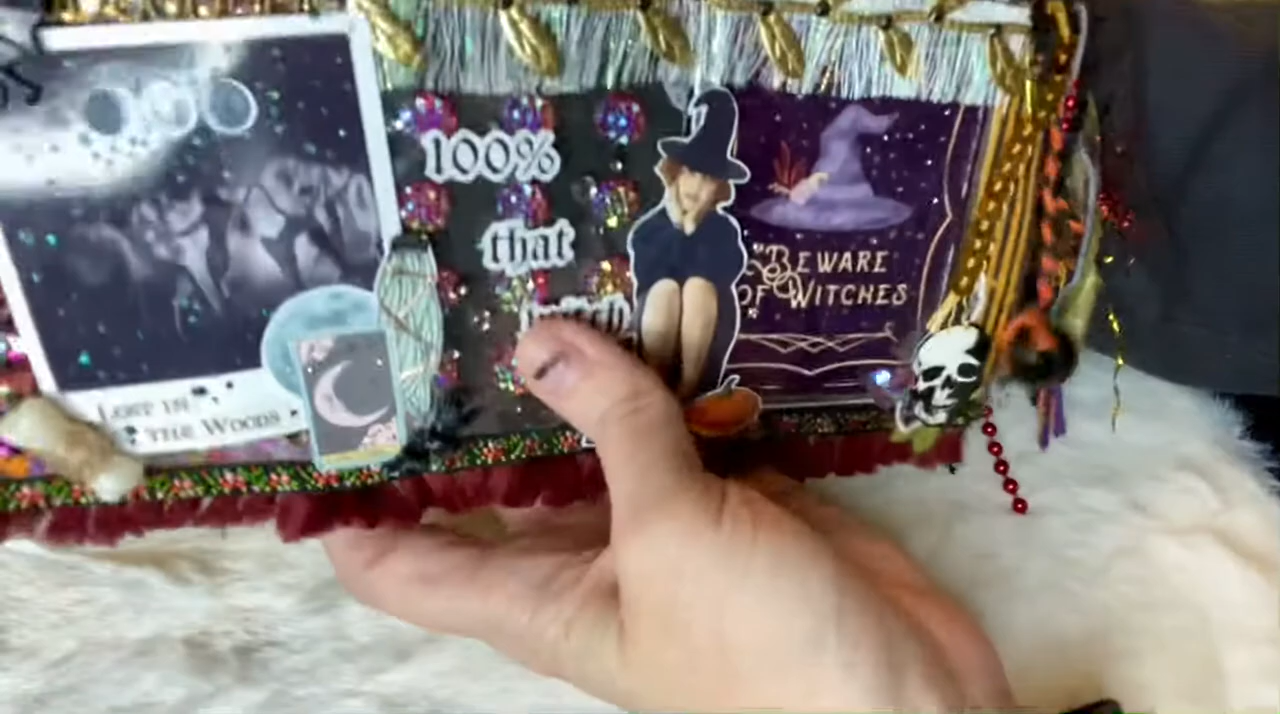 LOST IN
THE WOODS
100%
that
"BEWARE
OF WITCHES